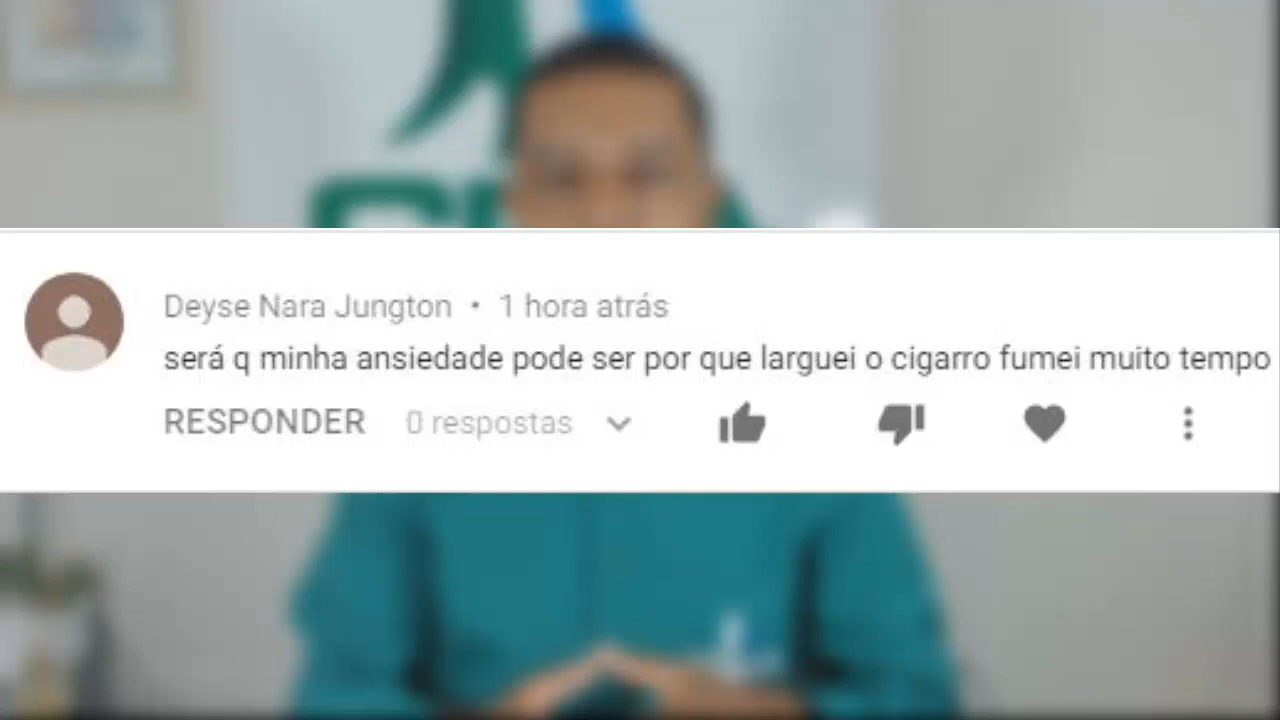 Deyse Nara Jungton • 1 hora atrás
será q minha ansiedade pode ser por que larguei o cigarro fumei muito tempo
RESPONDER 0 respostas